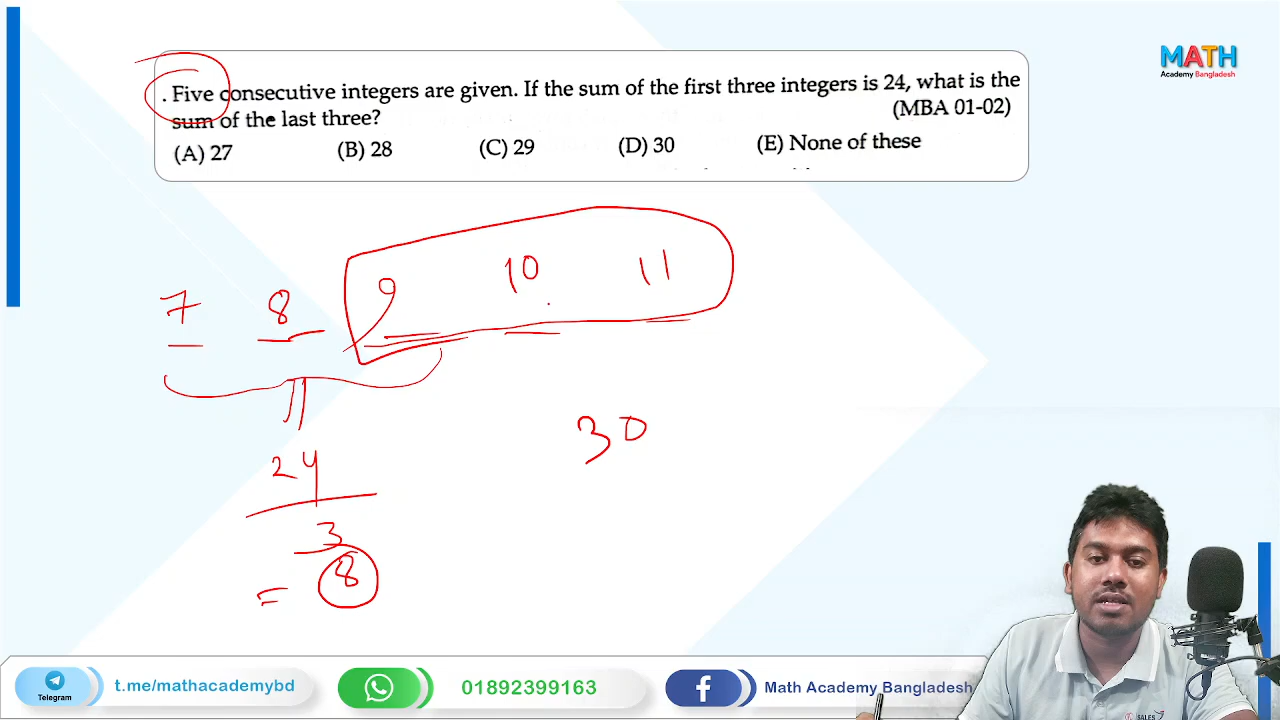 MATH
Academy Bangladesh
. Five consecutive integers are given. If the sum of the first three integers is 24, what is the
sum of the last three? (MBA 01-02)
(A) 27 (B) 28 (C) 29 (D) 30 (E) None of these
7 8 9 10 11
24
3
= 8
30
Telegram
t.me/mathacademybd
01892399163
Math Academy Bangladesh
SALES